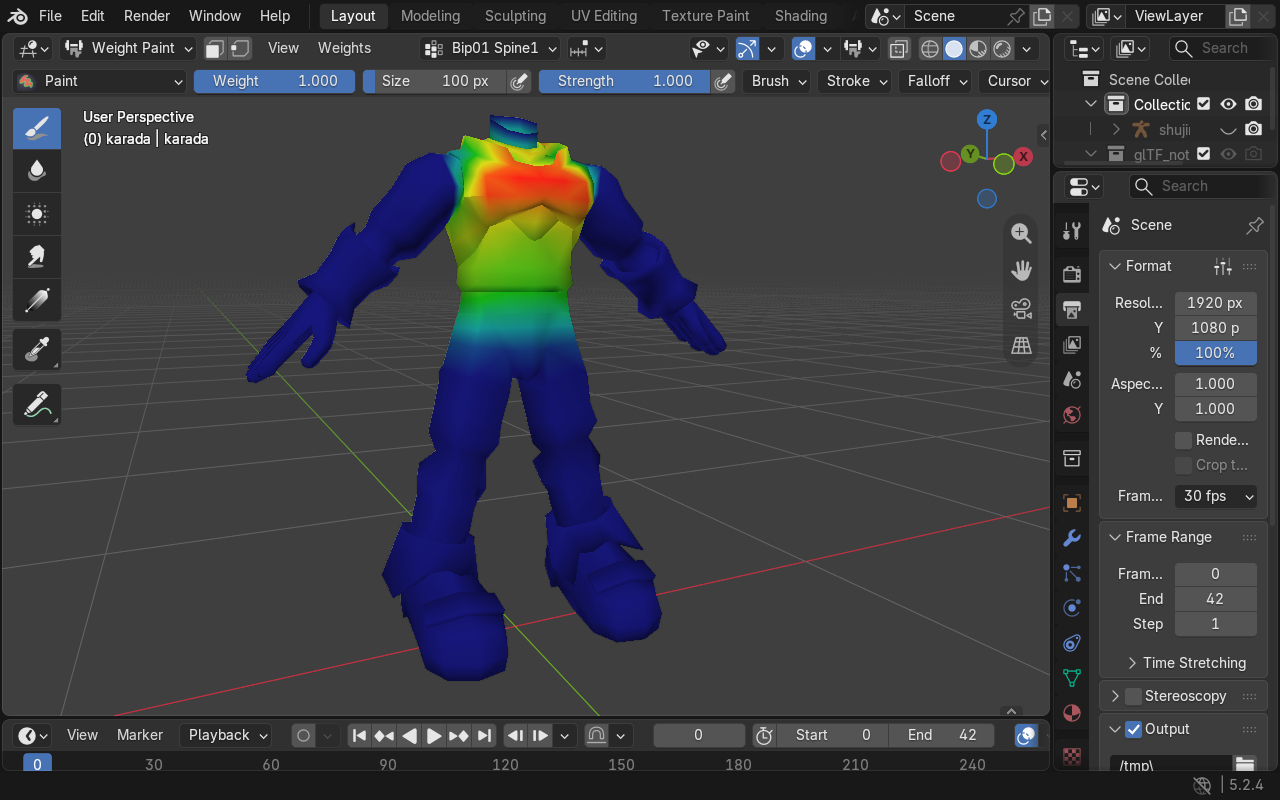 File Edit Render Window Help Layout Modeling Sculpting UV Editing Texture Paint Shading Scene ViewLayer
Weight Paint View Weights Bip01 Spine1 Search
Paint Weight 1.000 Size 100 px Strength 1.000 Brush Stroke Falloff Cursor
Scene Colle
Collectic
shujir
glTF_not
User Perspective
(0) karada | karada
Z
Y
X
Search
Scene
Format
Resol... 1920 px
Y 1080 p
% 100%
Aspec... 1.000
Y 1.000
Rende...
Crop t...
Fram... 30 fps
Frame Range
Fram... 0
End 42
Step 1
Time Stretching
Stereoscopy
Output
/tmp\
View Marker Playback 0 Start 0 End 42
0 30 60 90 120 150 180 210 240
5.2.4